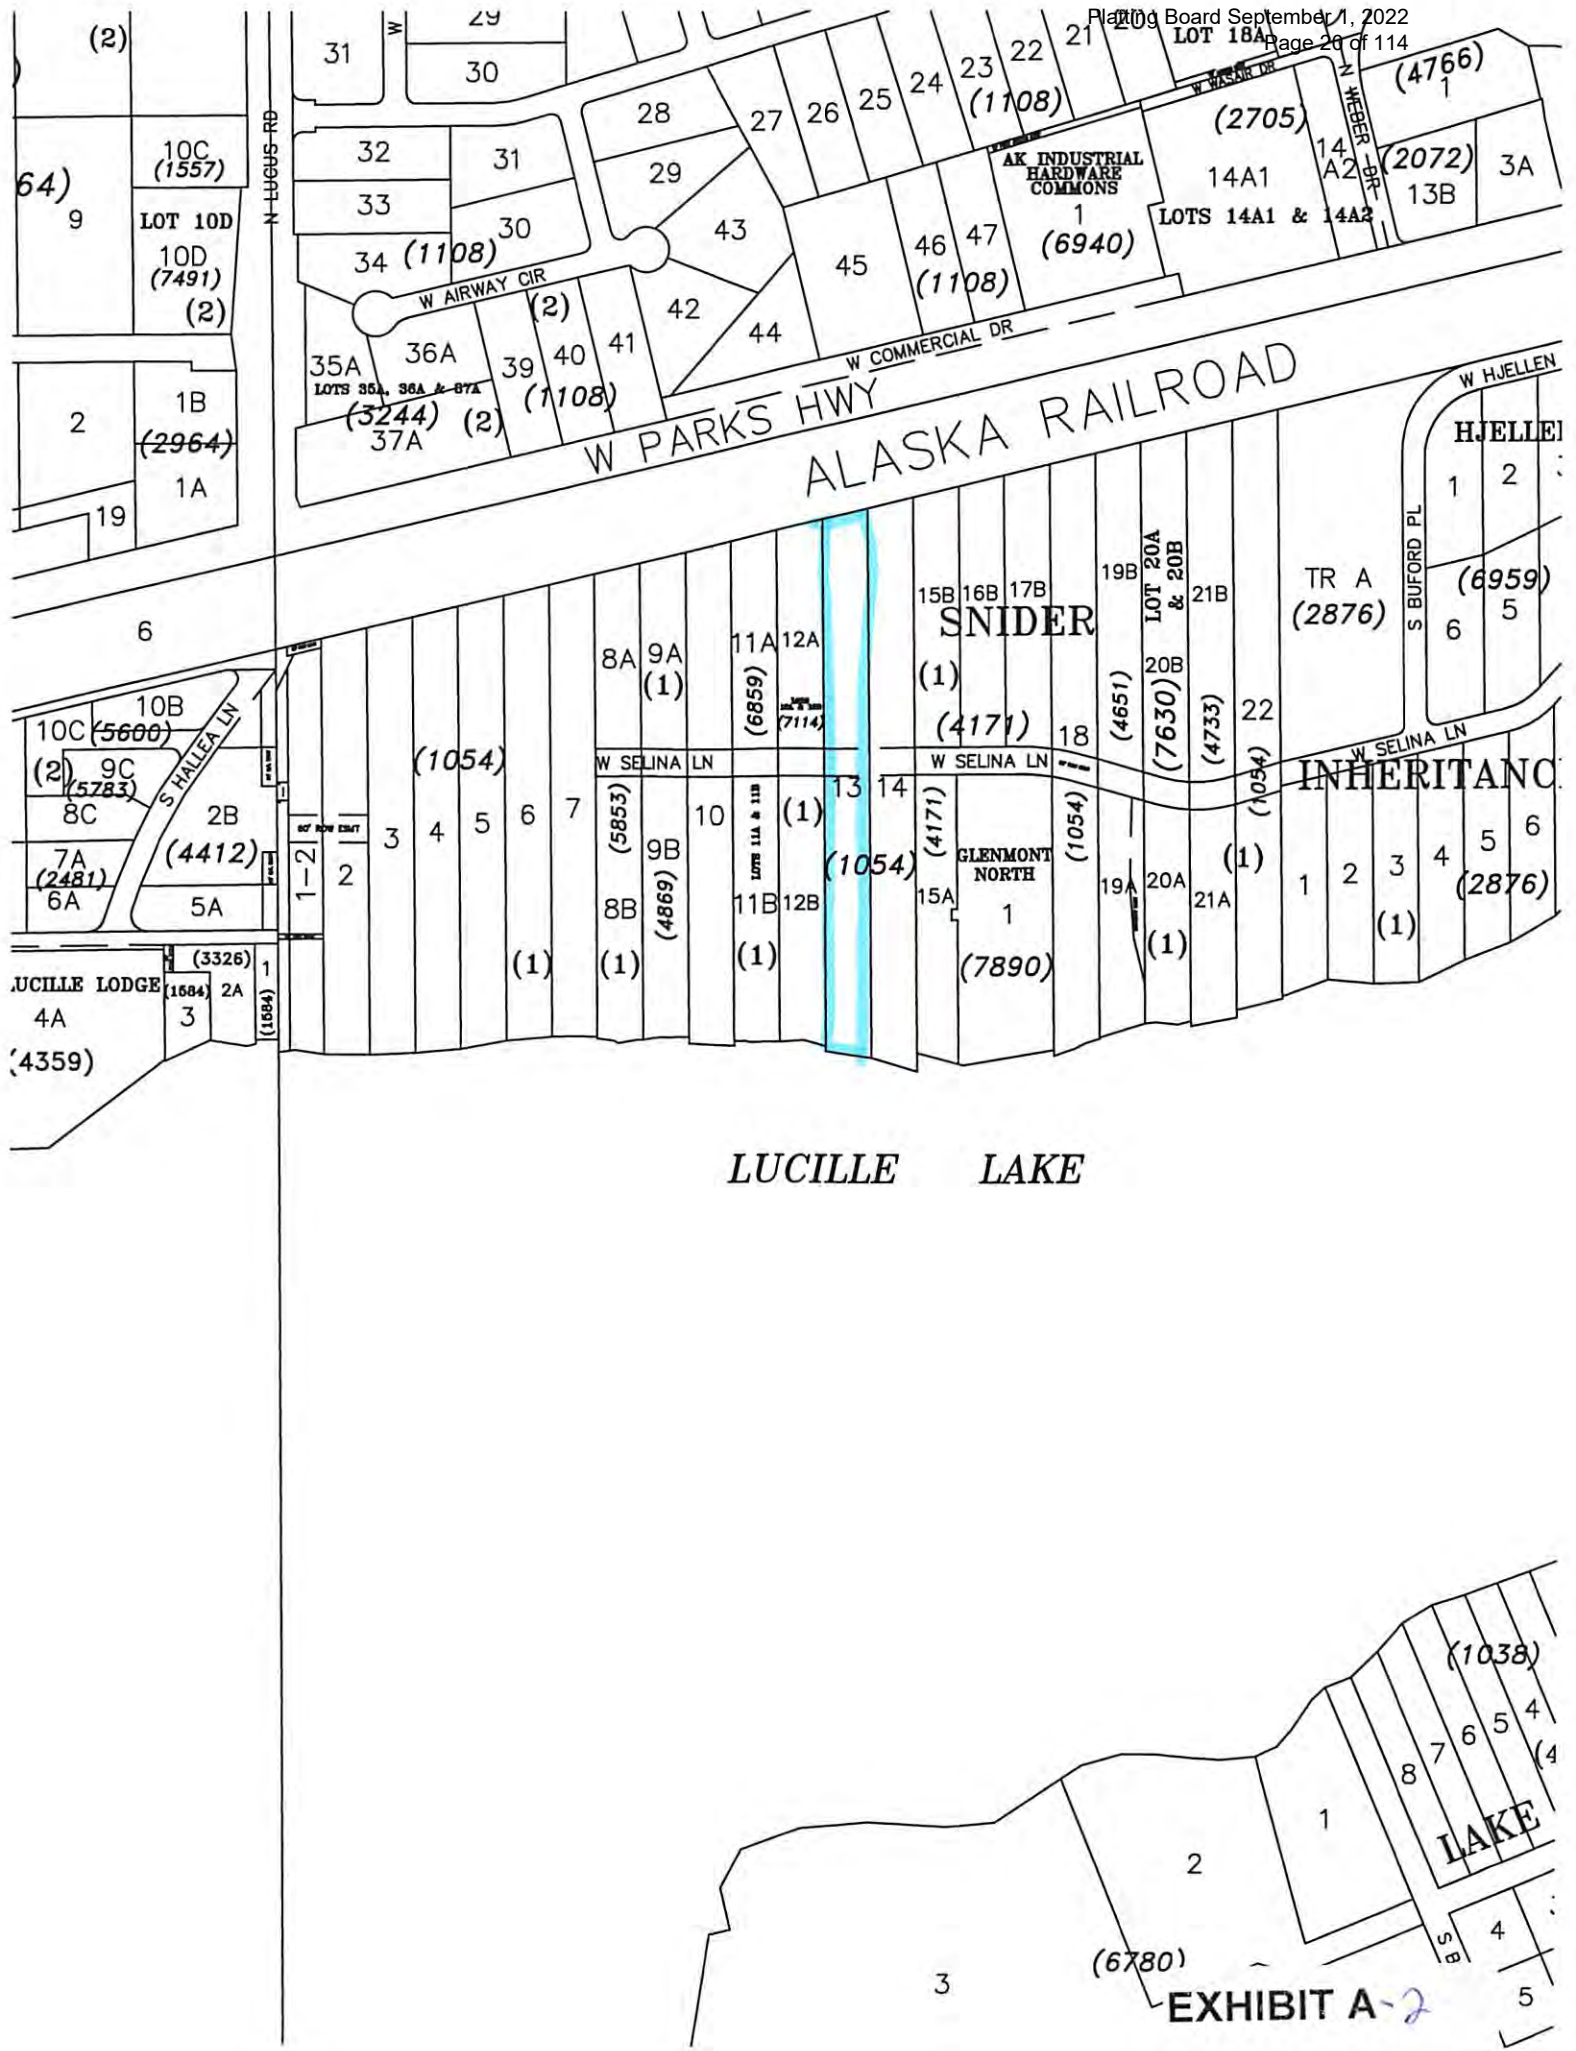 Platting Board September 1, 2022
Page 20 of 114
(2)
31
W
29
30
28
27
26
25
24
23
22
21
20
LOT 18A
(1108)
W WASAIR DR
N WEBER DR
(4766)
1
64)
9
10C
(1557)
LOT 10D
10D
(7491)
(2)
N LUCUS RD
32
33
34
(1108)
31
30
29
43
45
46
47
(1108)
AK INDUSTRIAL
HARDWARE
COMMONS
1
(6940)
(2705)
14A1
14
A2
LOTS 14A1 & 14A2
(2072)
13B
3A
W AIRWAY CIR
(2)
35A
36A
LOTS 35A, 36A & 37A
(3244)
37A
(2)
39
40
41
(1108)
42
44
W COMMERCIAL DR
W PARKS HWY
ALASKA RAILROAD
2
1B
(2964)
1A
19
6
W HJELLEN
HJELLE
1
2
S BUFORD PL
(6959)
6
5
TR A
(2876)
10C
10B
(5600)
(2)
9C
(5783)
8C
7A
(2481)
6A
S HALLEA LN
2B
(4412)
5A
60' ROW ESMT
1-2
2
3
4
(1054)
5
6
7
(1)
8A
9A
(1)
11A
12A
(6859)
(7114)
W SELINA LN
(5853)
8B
(1)
9B
(4869)
10
LOTS 11A & 11B
11B
(1)
(1)
12B
13
14
(1054)
15B
16B
17B
SNIDER
(1)
(4171)
W SELINA LN
18
(4171)
15A
GLENMONT
NORTH
1
(7890)
(1054)
19B
(4651)
19A
LOT 20A
& 20B
20B
(7630)
20A
(1)
21B
(4733)
21A
22
(1054)
(1)
W SELINA LN
INHERITANC
1
2
3
(1)
4
5
6
(2876)
LUCILLE LODGE
4A
(4359)
(1584)
3
(3326)
2A
1
(1584)
LUCILLE LAKE
(1038)
8
7
6
5
4
(4
LAKE
1
2
3
(6780)
S B
4
5
EXHIBIT A-2